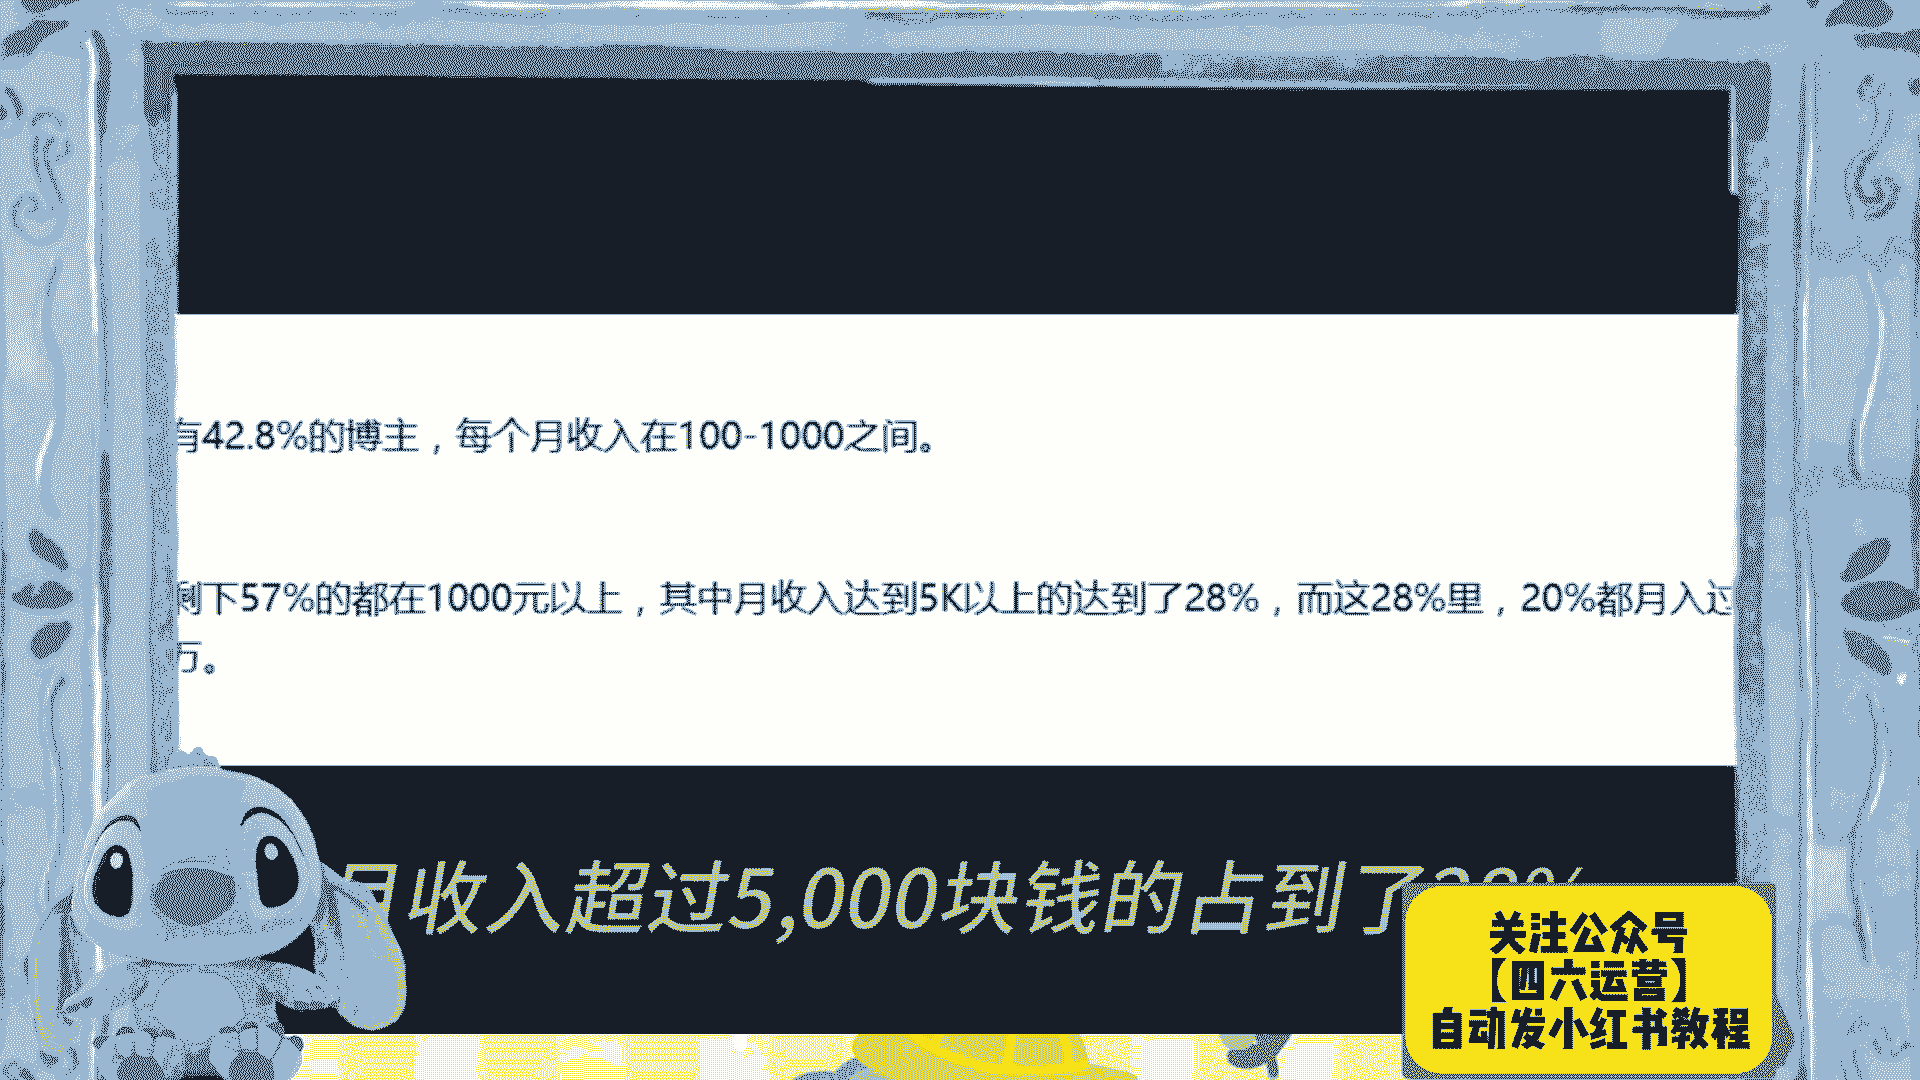 有42.8%的博主，每个月收入在100-1000之间。
剩下57%的都在1000元以上，其中月收入达到5K以上的达到了28%，而这28%里，20%都月入过
万。
月收入超过5,000块钱的占到了28%
关注公众号
【四六运营】
自动发小红书教程